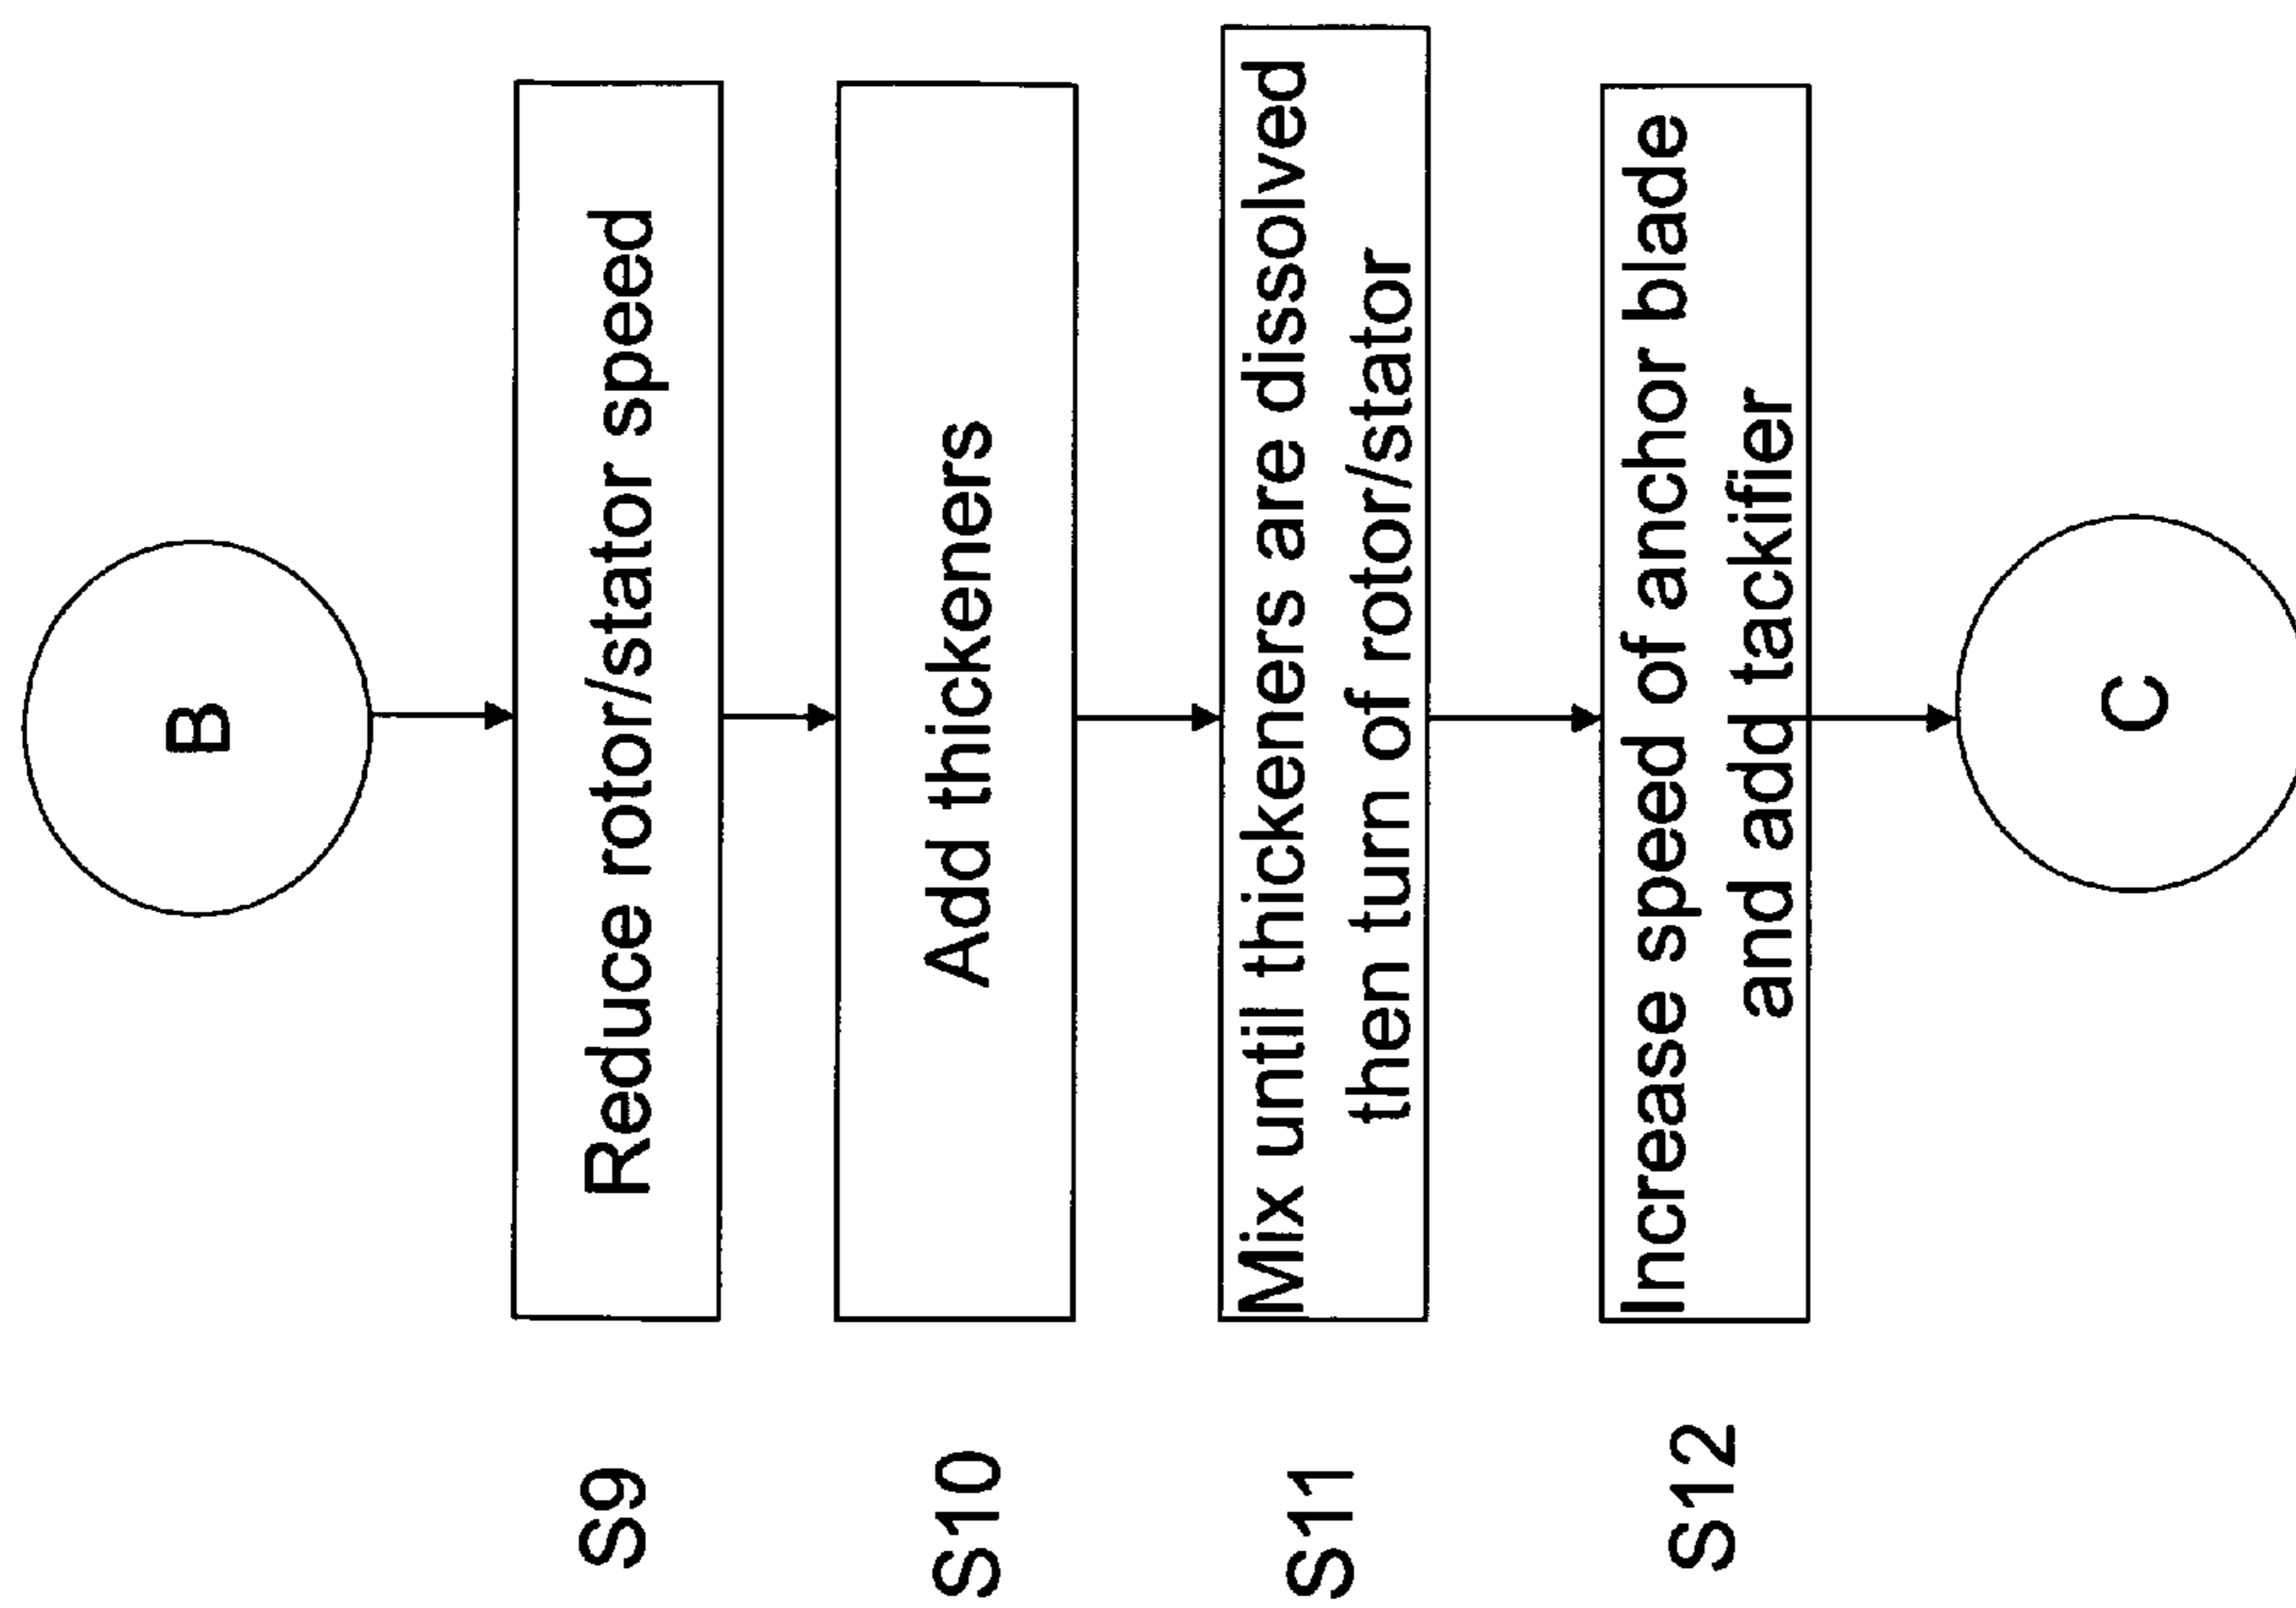 B
S9
Reduce rotor/stator speed
S10
Add thickeners
S11
Mix until thickeners are dissolved
then turn of rotor/stator
S12
Increase speed of anchor blade
and add tackifier
C